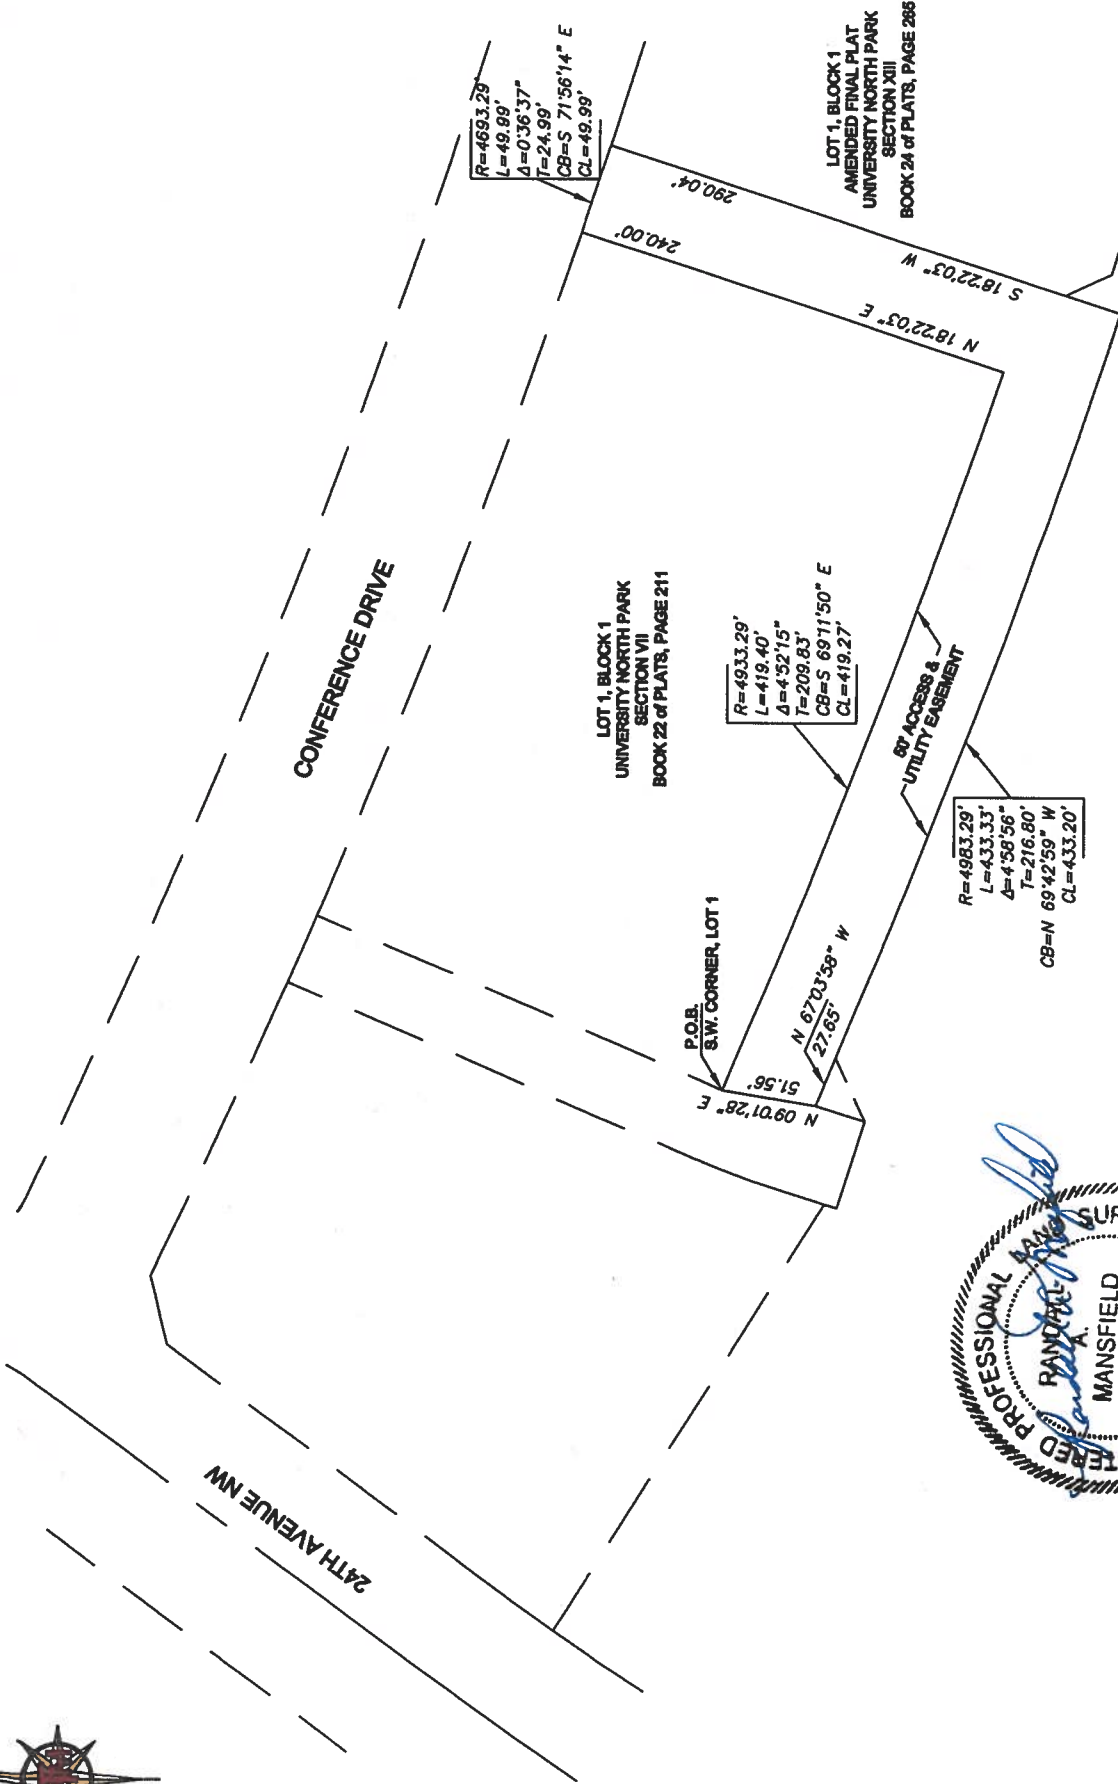 R=4693.29'
L=49.99'
Δ=0°36'37"
T=24.99'
CB=S 71°56'14" E
CL=49.99'
LOT 1, BLOCK 1
AMENDED FINAL PLAT
UNIVERSITY NORTH PARK
SECTION XIII
BOOK 24 of PLATS, PAGE 265
290.04'
S 18°22'03" W
240.00'
N 18°22'03" E
CONFERENCE DRIVE
LOT 1, BLOCK 1
UNIVERSITY NORTH PARK
SECTION VII
BOOK 22 of PLATS, PAGE 211
R=4933.29'
L=419.40'
Δ=4°52'15"
T=209.83'
CB=S 69°11'50" E
CL=419.27'
ACCESS &
UTILITY EASEMENT
R=4983.29'
L=433.33'
Δ=4°58'56"
T=216.80'
CB=N 69°42'59" W
CL=433.20'
P.O.B.
S.W. CORNER, LOT 1
N 67°03'58" W
27.65'
51.56'
N 09°01'28" E
24TH AVENUE NW
TERED PROFESSIONAL LAND SUR
RANDALL
A.
MANSFIELD